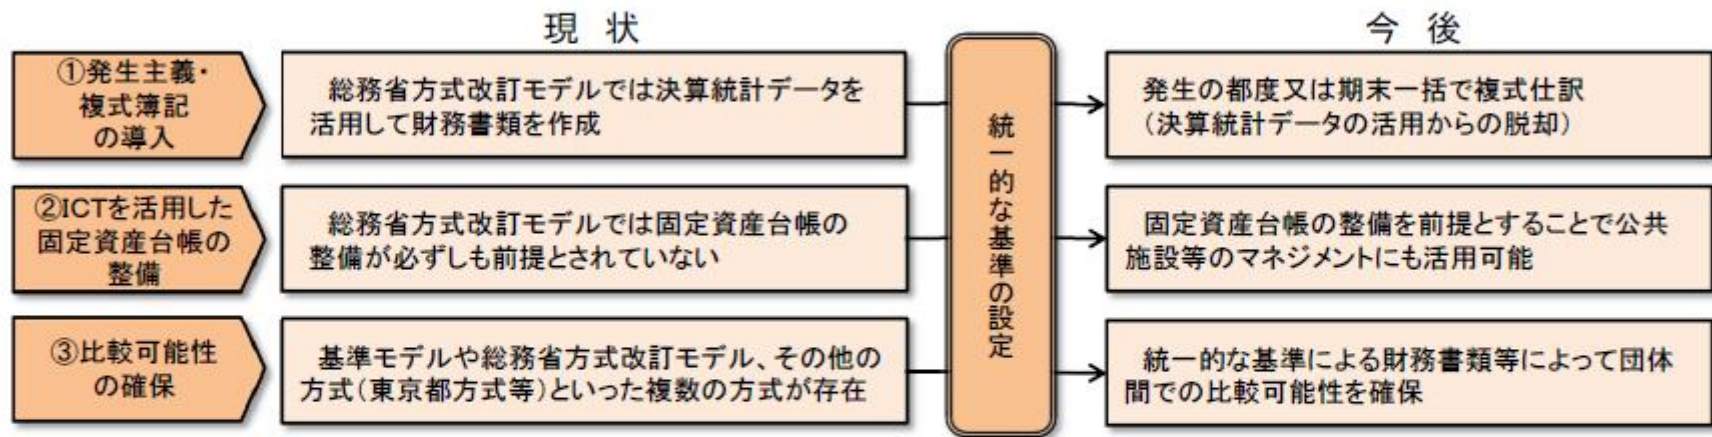 現 状
今 後
①発生主義・
複式簿記
の導入
総務省方式改訂モデルでは決算統計データを
活用して財務書類を作成
発生の都度又は期末一括で複式仕訳
（決算統計データの活用からの脱却）
②ICTを活用した
固定資産台帳の
整備
総務省方式改訂モデルでは固定資産台帳の
整備が必ずしも前提とされていない
固定資産台帳の整備を前提とすることで公共
施設等のマネジメントにも活用可能
③比較可能性
の確保
基準モデルや総務省方式改訂モデル、その他の
方式（東京都方式等）といった複数の方式が存在
統一的な基準による財務書類等によって団体
間での比較可能性を確保
統一的な基準の設定